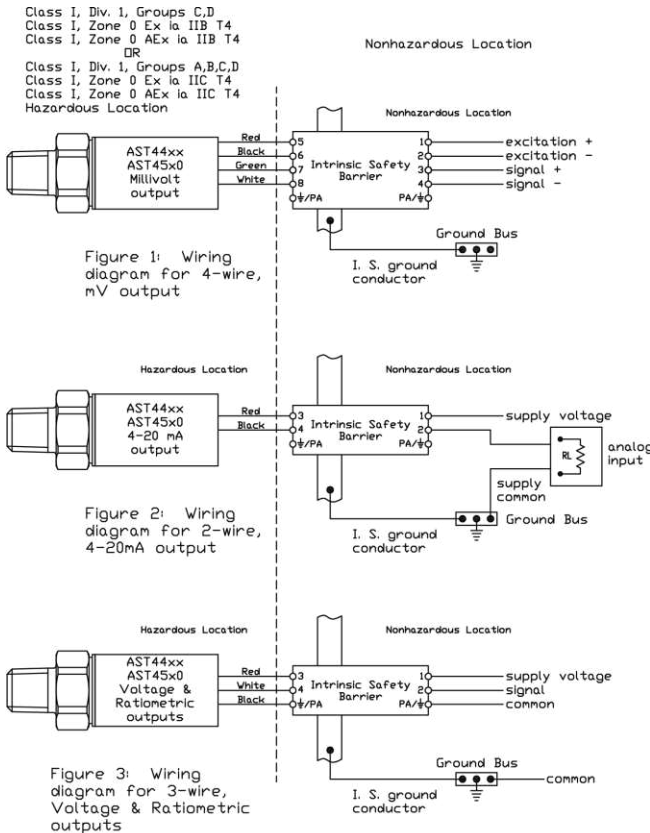 Class I, Div. 1, Groups C,D
Class I, Zone 0 Ex ia IIB T4
Class I, Zone 0 AEx ia IIB T4
OR
Class I, Div. 1, Groups A,B,C,D
Class I, Zone 0 Ex ia IIC T4
Class I, Zone 0 AEx ia IIC T4
Hazardous Location
Nonhazardous Location
Nonhazardous Location
AST44xx
AST45x0
Millivolt
output
Red
Black
Green
White
5
6
7
8
⏚/PA
Intrinsic Safety
Barrier
1
2
3
4
PA/⏚
excitation +
excitation -
signal +
signal -
Ground Bus
I. S. ground
conductor
Figure 1: Wiring
diagram for 4-wire,
mV output
Hazardous Location
Nonhazardous Location
AST44xx
AST45x0
4-20 mA
output
Red
Black
3
4
⏚/PA
Intrinsic Safety
Barrier
1
2
PA/⏚
supply voltage
RL
analog
input
supply
common
Ground Bus
I. S. ground
conductor
Figure 2: Wiring
diagram for 2-wire,
4-20mA output
Hazardous Location
Nonhazardous Location
AST44xx
AST45x0
Voltage &
Ratiometric
outputs
Red
White
Black
3
4
⏚/PA
Intrinsic Safety
Barrier
1
2
PA/⏚
supply voltage
signal
common
Ground Bus
common
I. S. ground
conductor
Figure 3: Wiring
diagram for 3-wire,
Voltage & Ratiometric
outputs